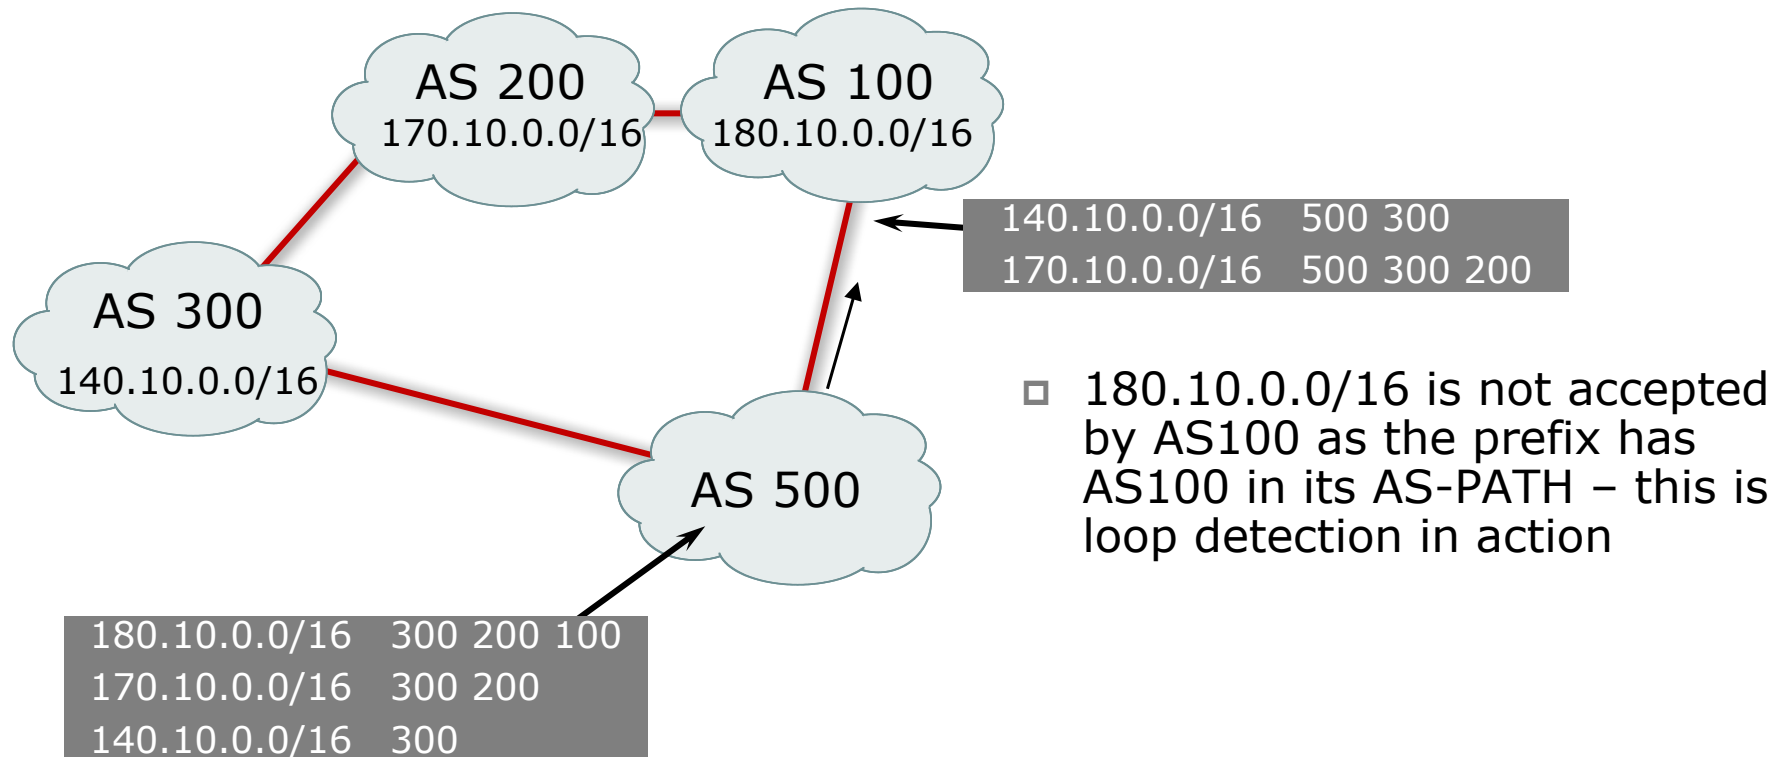 AS 200
170.10.0.0/16
AS 100
180.10.0.0/16
140.10.0.0/16 500 300
170.10.0.0/16 500 300 200
AS 300
140.10.0.0/16
180.10.0.0/16 is not accepted
by AS100 as the prefix has
AS100 in its AS-PATH – this is
loop detection in action
AS 500
180.10.0.0/16 300 200 100
170.10.0.0/16 300 200
140.10.0.0/16 300